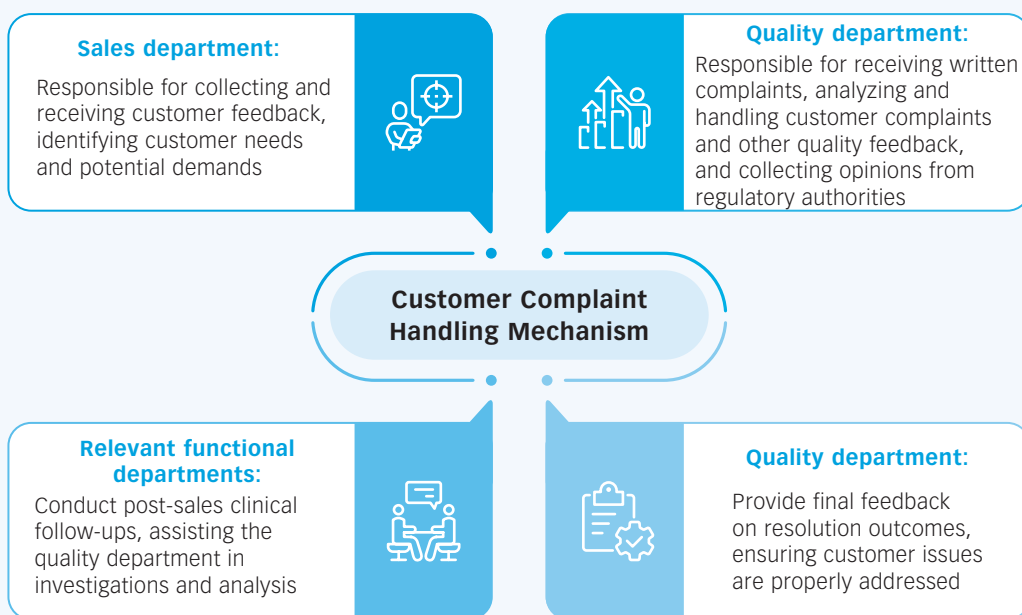 Sales department:
Responsible for collecting and
receiving customer feedback,
identifying customer needs
and potential demands
Quality department:
Responsible for receiving written
complaints, analyzing and
handling customer complaints
and other quality feedback,
and collecting opinions from
regulatory authorities
Customer Complaint
Handling Mechanism
Relevant functional
departments:
Conduct post-sales clinical
follow-ups, assisting the
quality department in
investigations and analysis
Quality department:
Provide final feedback
on resolution outcomes,
ensuring customer issues
are properly addressed